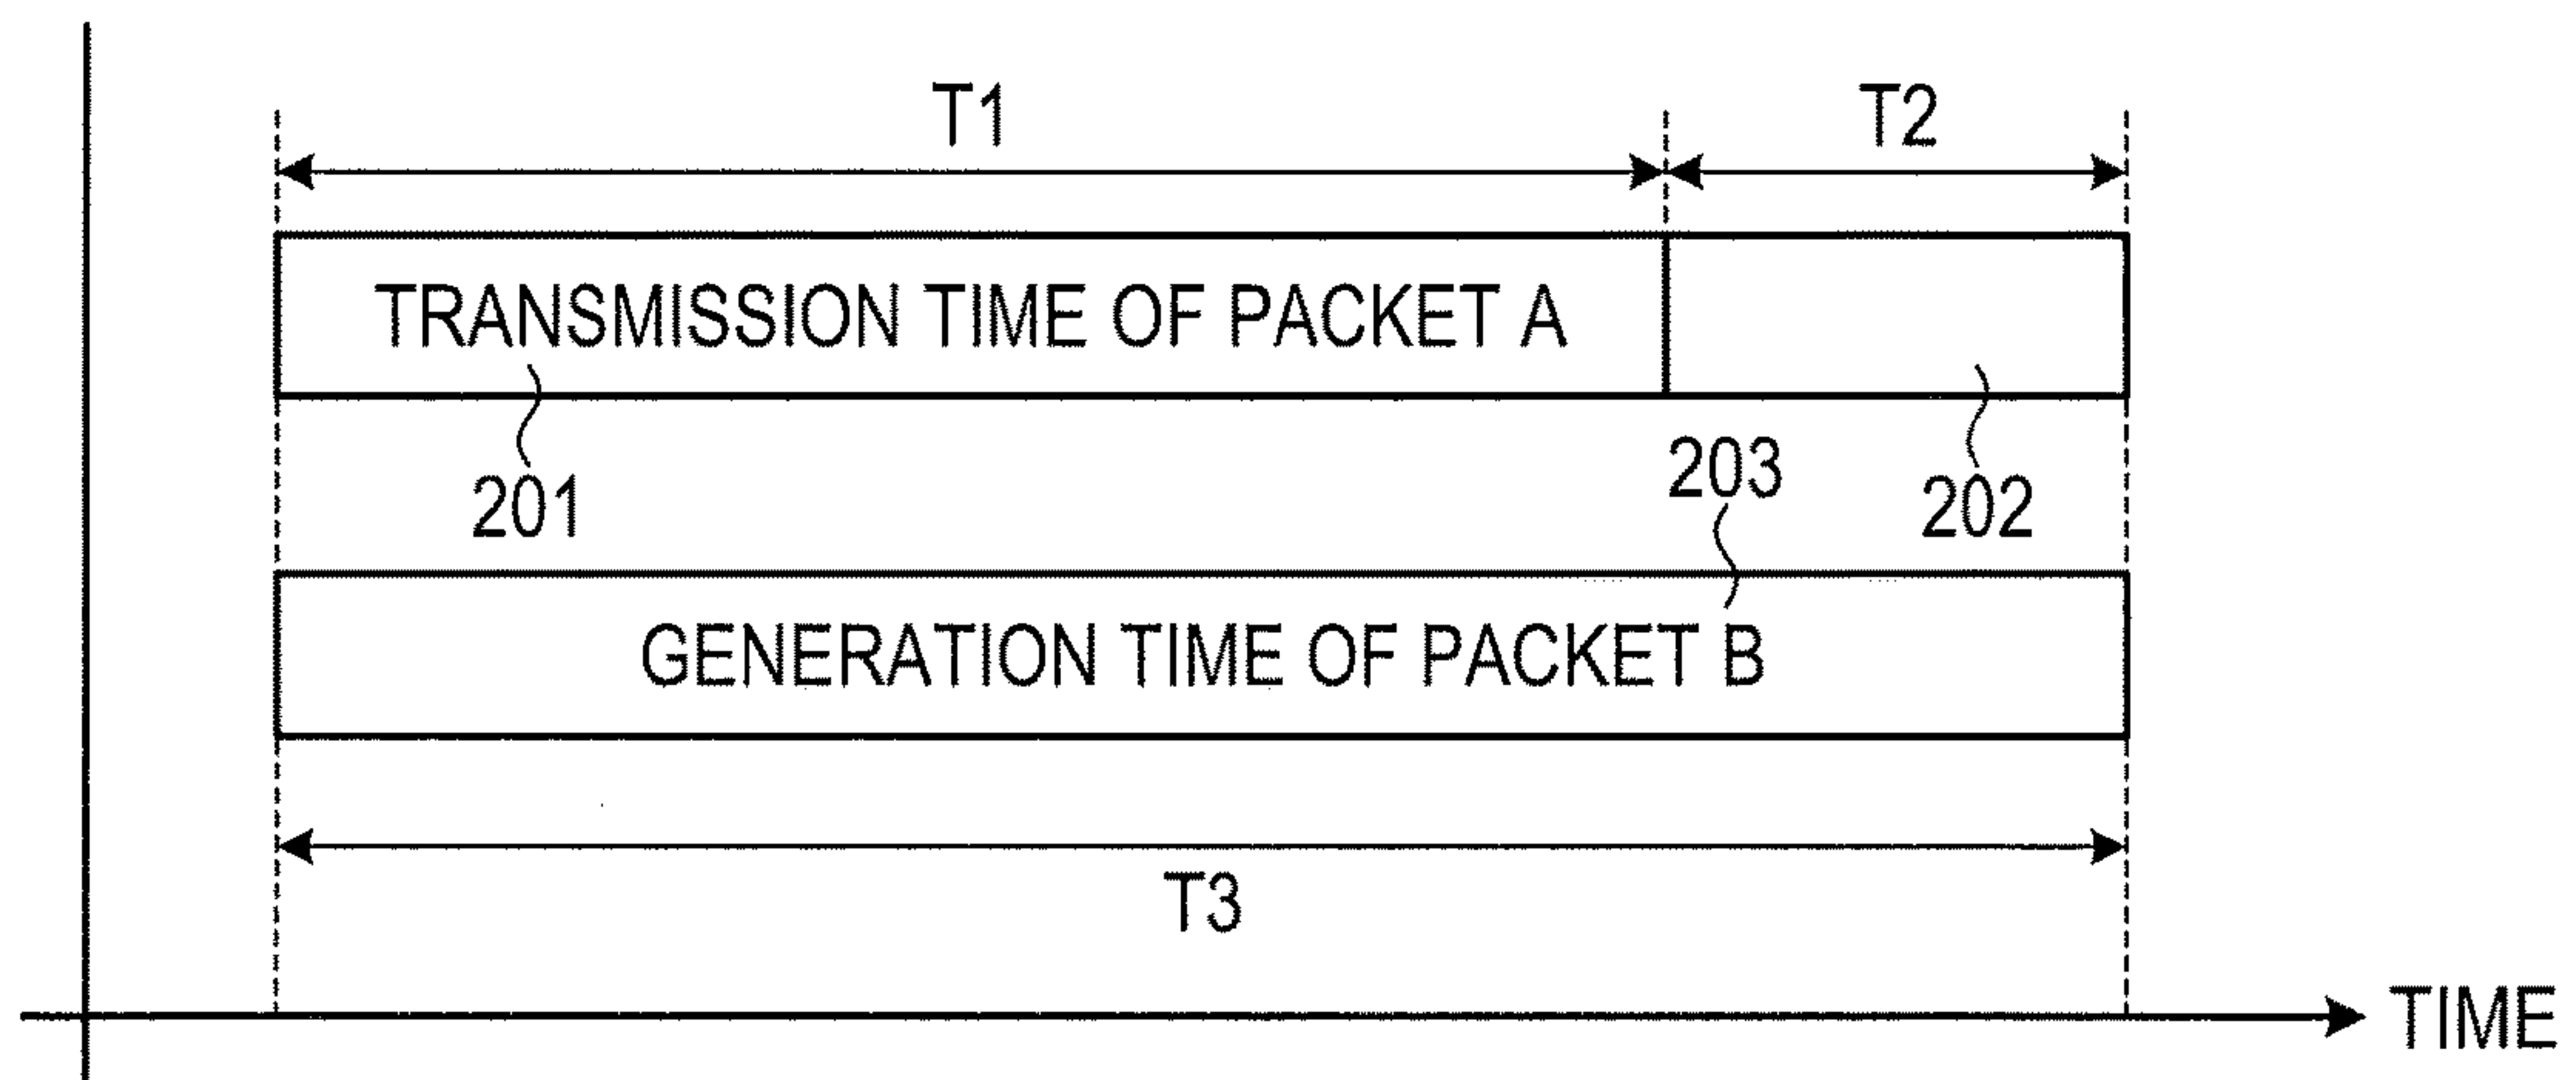 T1
T2
TRANSMISSION TIME OF PACKET A
201
203
202
GENERATION TIME OF PACKET B
T3
TIME